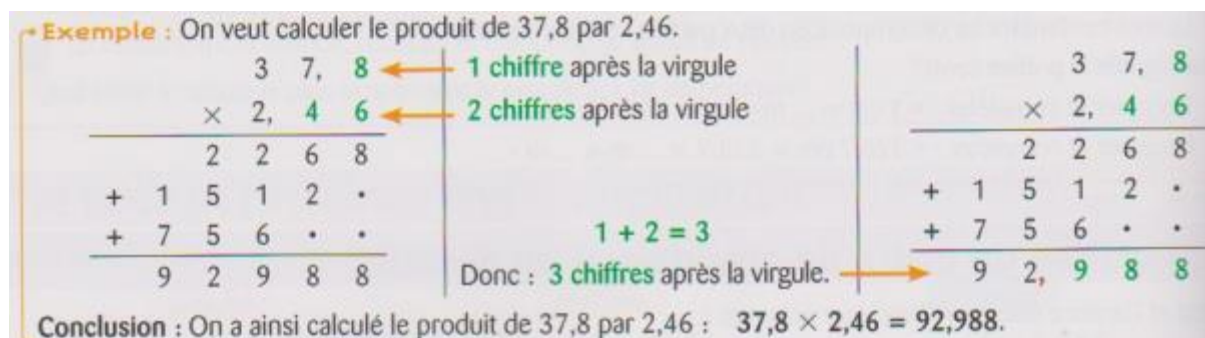 Exemple : On veut calculer le produit de 37,8 par 2,46.
3 7, 8
× 2, 4 6
2 2 6 8
+ 1 5 1 2 •
+ 7 5 6 • •
9 2 9 8 8
1 chiffre après la virgule
2 chiffres après la virgule
1 + 2 = 3
Donc : 3 chiffres après la virgule.
3 7, 8
× 2, 4 6
2 2 6 8
+ 1 5 1 2 •
+ 7 5 6 • •
9 2, 9 8 8
Conclusion : On a ainsi calculé le produit de 37,8 par 2,46 : 37,8 × 2,46 = 92,988.